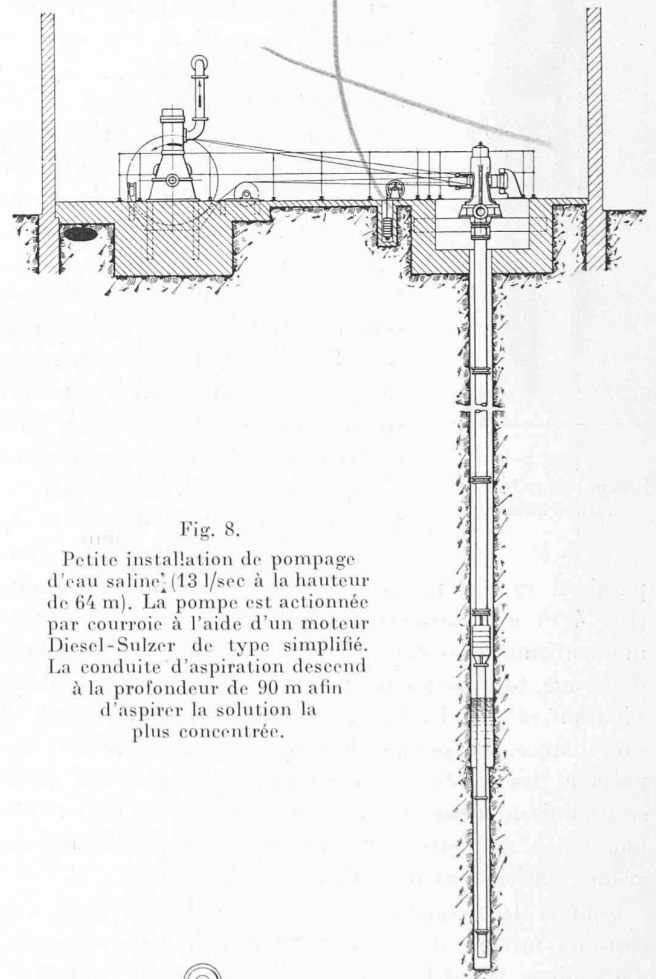 Fig. 8.
Petite installation de pompage
d'eau saline (13 l/sec à la hauteur
de 64 m). La pompe est actionnée
par courroie à l'aide d'un moteur
Diesel-Sulzer de type simplifié.
La conduite d'aspiration descend
à la profondeur de 90 m afin
d'aspirer la solution la
plus concentrée.